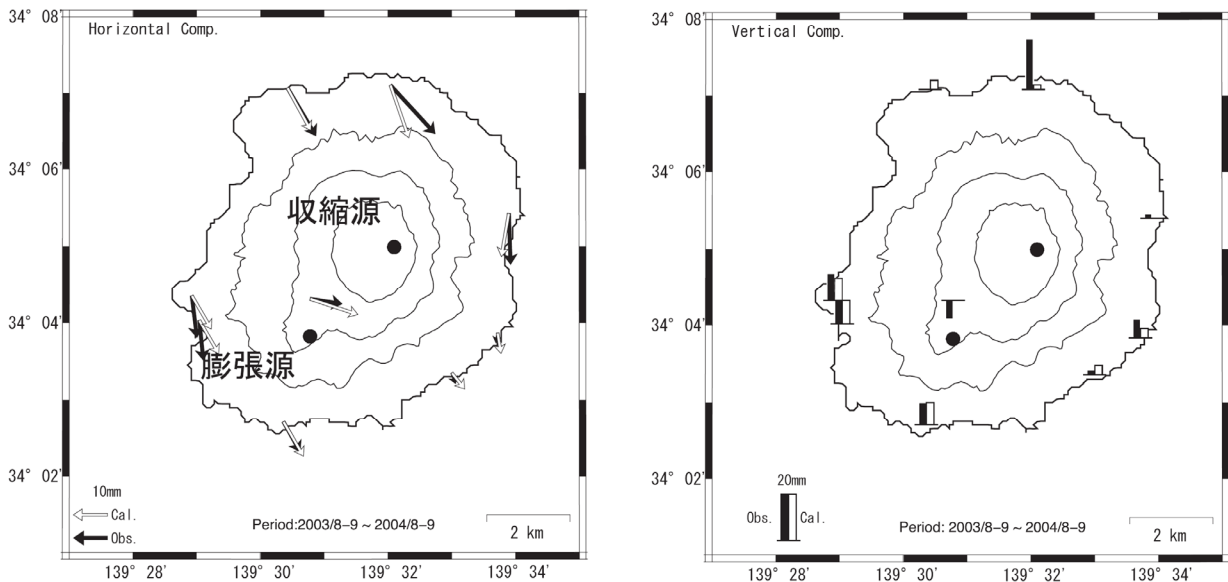 Horizontal Comp.
34° 08'
34° 06'
34° 04'
34° 02'
収縮源
膨張源
10mm
Cal.
Obs.
Period:2003/8-9 ~ 2004/8-9
2 km
139° 28'
139° 30'
139° 32'
139° 34'
Vertical Comp.
34° 08'
34° 06'
34° 04'
34° 02'
20mm
Obs.
Cal.
Period: 2003/8-9 ~ 2004/8-9
2 km
139° 28'
139° 30'
139° 32'
139° 34'